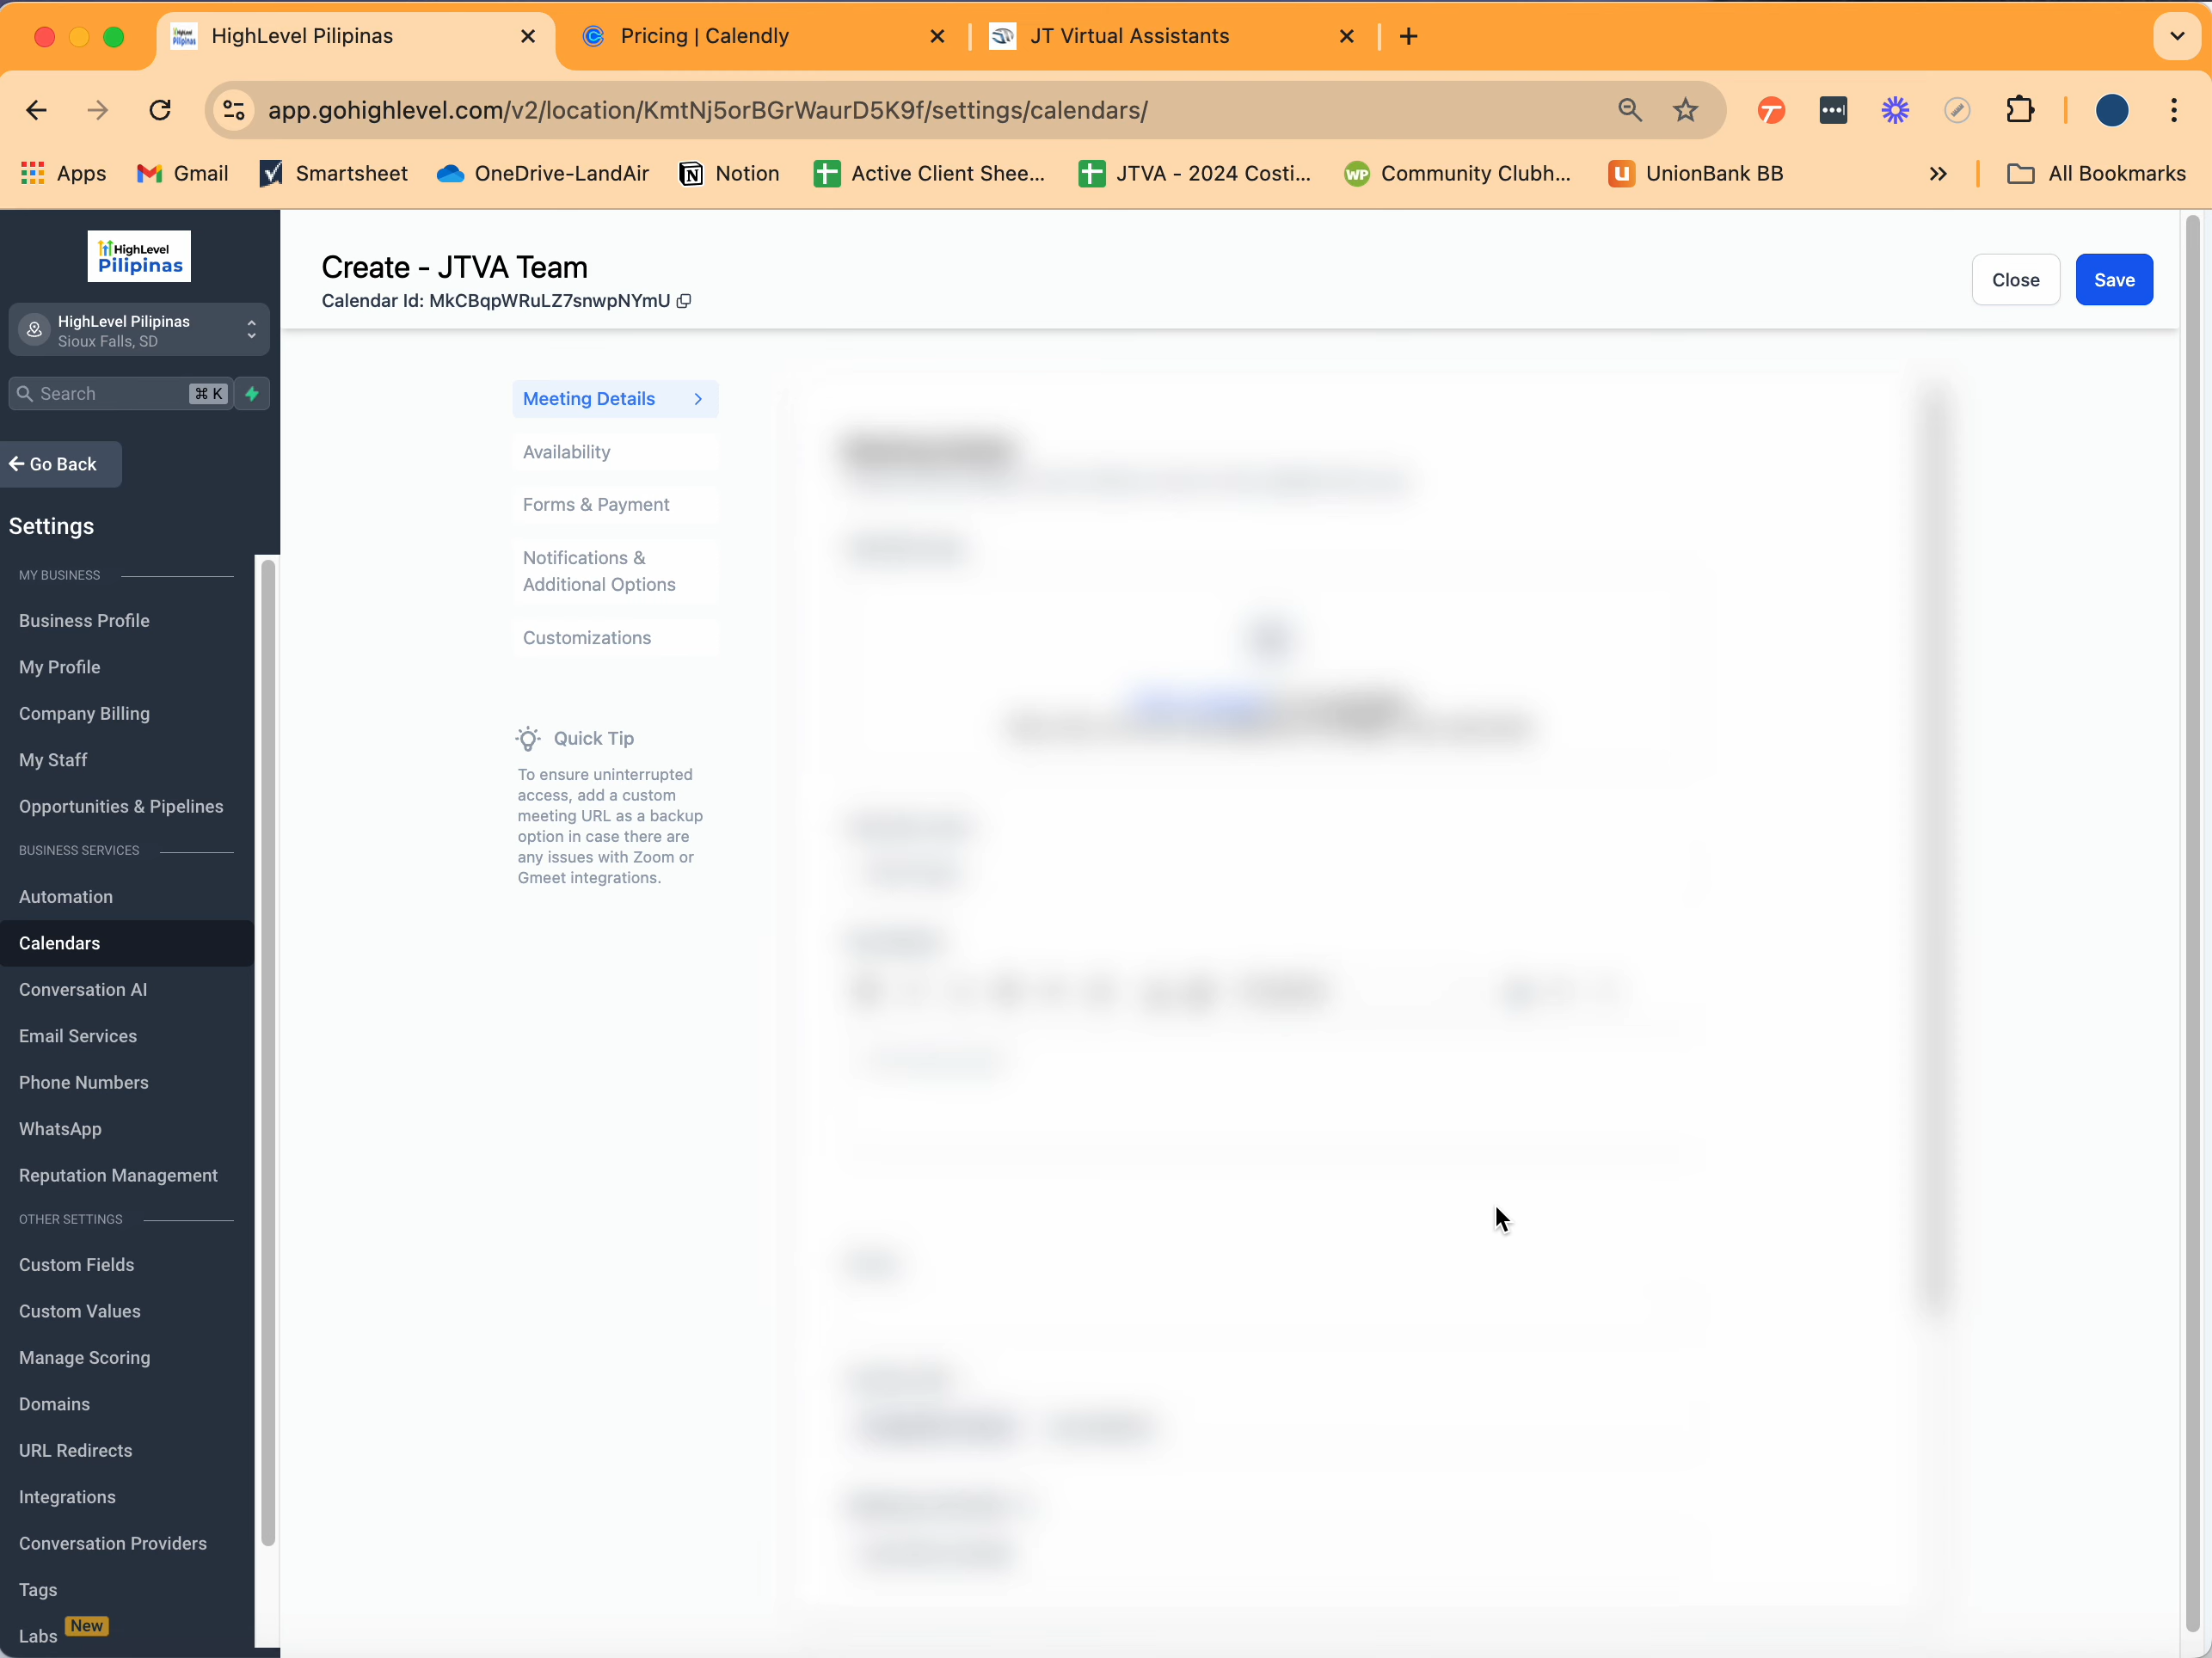 HighLevel Pilipinas
Pricing | Calendly
JT Virtual Assistants
app.gohighlevel.com/v2/location/KmtNj5orBGrWaurD5K9f/settings/calendars/
Apps
Gmail
Smartsheet
OneDrive-LandAir
Notion
Active Client Shee...
JTVA - 2024 Costi...
Community Clubh...
UnionBank BB
All Bookmarks
HighLevel
Pilipinas
HighLevel Pilipinas
Sioux Falls, SD
Search
⌘ K
Go Back
Settings
MY BUSINESS
Business Profile
My Profile
Company Billing
My Staff
Opportunities & Pipelines
BUSINESS SERVICES
Automation
Calendars
Conversation AI
Email Services
Phone Numbers
WhatsApp
Reputation Management
OTHER SETTINGS
Custom Fields
Custom Values
Manage Scoring
Domains
URL Redirects
Integrations
Conversation Providers
Tags
Labs New
Create - JTVA Team
Calendar Id: MkCBqpWRuLZ7snwpNYmU
Close
Save
Meeting Details
Availability
Forms & Payment
Notifications &
Additional Options
Customizations
Quick Tip
To ensure uninterrupted
access, add a custom
meeting URL as a backup
option in case there are
any issues with Zoom or
Gmeet integrations.